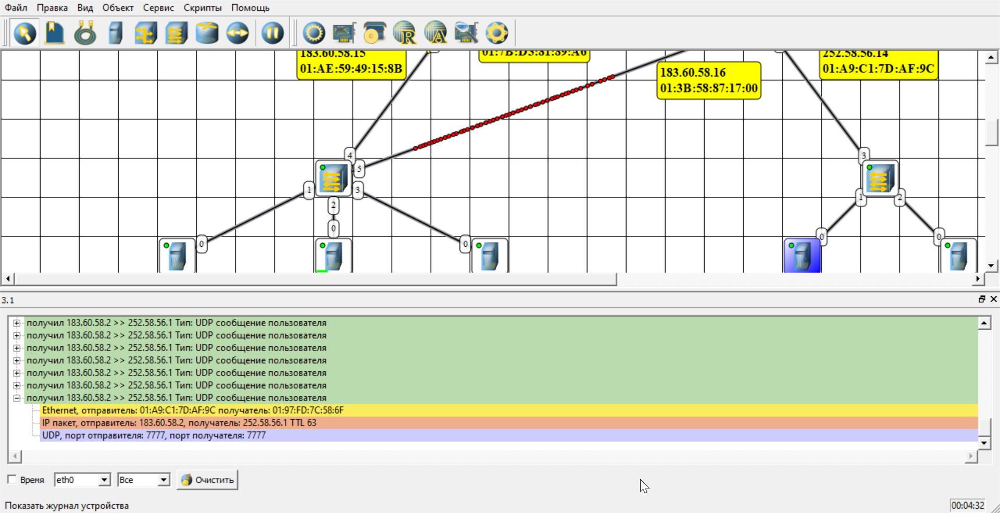 Файл Правка Вид Объект Сервис Скрипты Помощь
R A
183.60.58.15
01:AE:59:49:15:8B
01:7B:D3:81:89:A6
183.60.58.16
01:3B:58:87:17:00
252.58.56.14
01:A9:C1:7D:AF:9C
4
5
3
1
3
2
0
1
2
0
0
0
0
3.1
получил 183.60.58.2 >> 252.58.56.1 Тип: UDP сообщение пользователя
получил 183.60.58.2 >> 252.58.56.1 Тип: UDP сообщение пользователя
получил 183.60.58.2 >> 252.58.56.1 Тип: UDP сообщение пользователя
получил 183.60.58.2 >> 252.58.56.1 Тип: UDP сообщение пользователя
получил 183.60.58.2 >> 252.58.56.1 Тип: UDP сообщение пользователя
получил 183.60.58.2 >> 252.58.56.1 Тип: UDP сообщение пользователя
получил 183.60.58.2 >> 252.58.56.1 Тип: UDP сообщение пользователя
Ethernet, отправитель: 01:A9:C1:7D:AF:9C получатель: 01:97:FD:7C:58:6F
IP пакет, отправитель: 183.60.58.2, получатель: 252.58.56.1 TTL 63
UDP, порт отправителя: 7777, порт получателя: 7777
Время eth0 Все Очистить
Показать журнал устройства 00:04:32